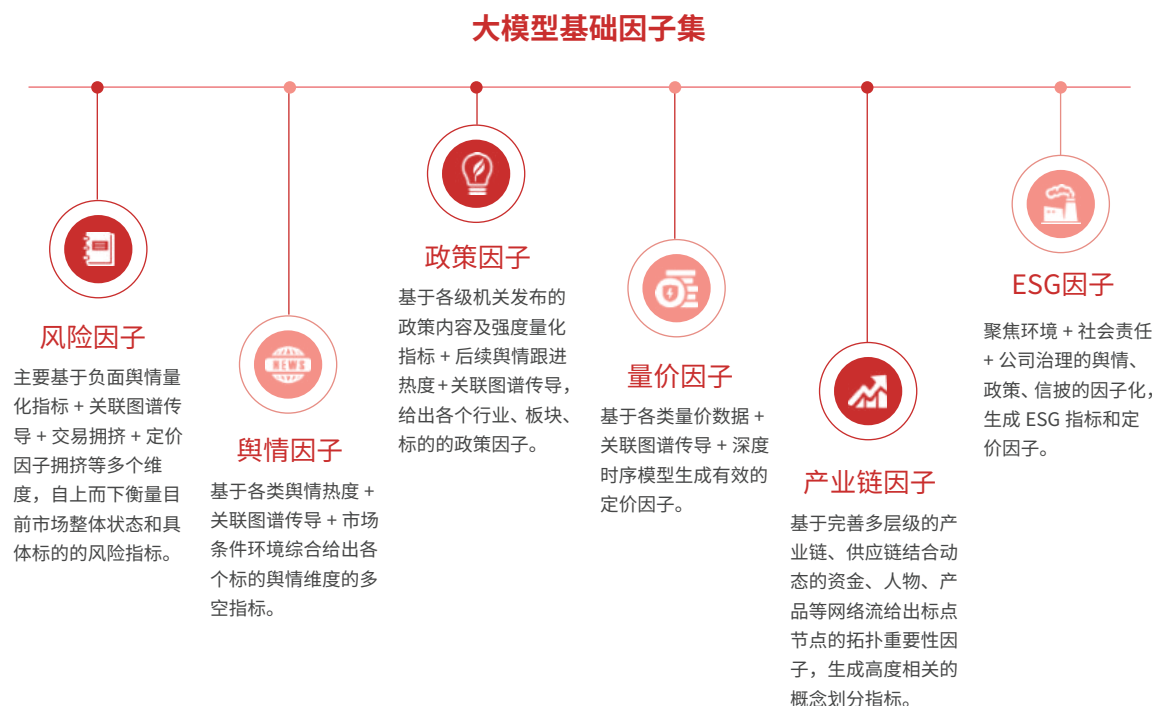 大模型基础因子集
风险因子
主要基于负面舆情量
化指标 + 关联图谱传
导 + 交易拥挤 + 定价
因子拥挤等多个维
度，自上而下衡量目
前市场整体状态和具
体标的的风险指标。
NEWS
舆情因子
基于各类舆情热度 +
关联图谱传导 + 市场
条件环境综合给出各
个标的舆情维度的多
空指标。
政策因子
基于各级机关发布的
政策内容及强度量化
指标 + 后续舆情跟进
热度 + 关联图谱传导，
给出各个行业、板块、
标的的政策因子。
量价因子
基于各类量价数据 +
关联图谱传导 + 深度
时序模型生成有效的
定价因子。
产业链因子
基于完善多层级的产
业链、供应链结合动
态的资金、人物、产
品等网络流给出标点
节点的拓扑重要性因
子，生成高度相关的
概念划分指标。
ESG因子
聚焦环境 + 社会责任
+ 公司治理的舆情、
政策、信披的因子化，
生成 ESG 指标和定
价因子。